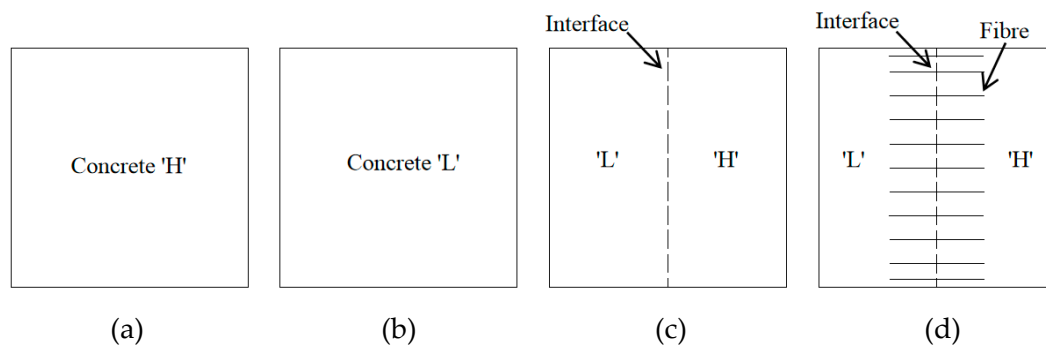 Interface
Interface
Fibre
Concrete 'H'
Concrete 'L'
'L'
'H'
'L'
'H'
(a)
(b)
(c)
(d)